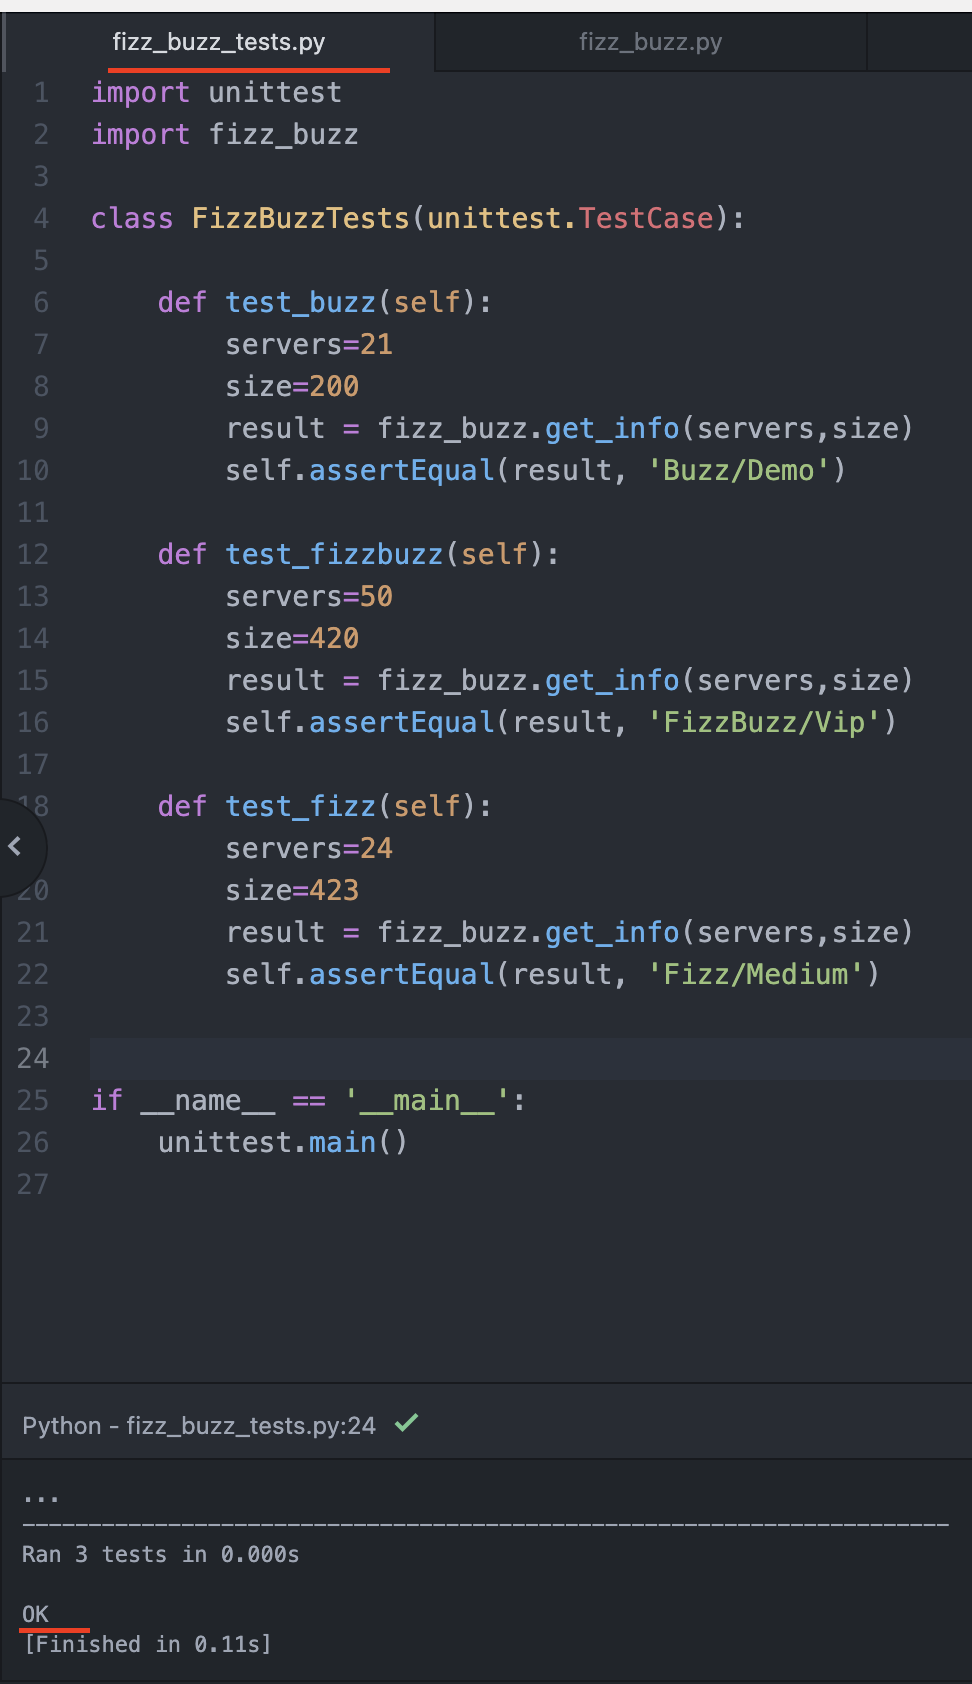 fizz_buzz_tests.py fizz_buzz.py
1 import unittest
2 import fizz_buzz
3
4 class FizzBuzzTests(unittest.TestCase):
5
6     def test_buzz(self):
7         servers=21
8         size=200
9         result = fizz_buzz.get_info(servers,size)
10         self.assertEqual(result, 'Buzz/Demo')
11
12     def test_fizzbuzz(self):
13         servers=50
14         size=420
15         result = fizz_buzz.get_info(servers,size)
16         self.assertEqual(result, 'FizzBuzz/Vip')
17
18     def test_fizz(self):
        servers=24
20         size=423
21         result = fizz_buzz.get_info(servers,size)
22         self.assertEqual(result, 'Fizz/Medium')
23
24
25 if __name__ == '__main__':
26     unittest.main()
27
Python - fizz_buzz_tests.py:24
...
----------------------------------------------------------------------
Ran 3 tests in 0.000s
OK
[Finished in 0.11s]